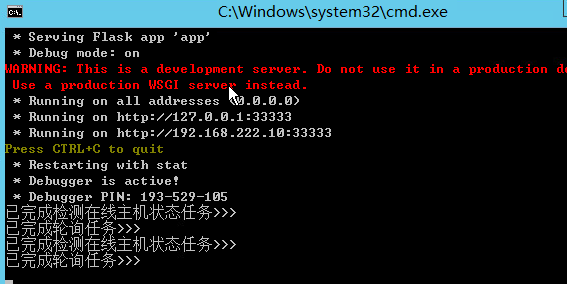 C:\Windows\system32\cmd.exe
* Serving Flask app 'app'
* Debug mode: on
WARNING: This is a development server. Do not use it in a production d
Use a production WSGI server instead.
* Running on all addresses (0.0.0.0)
* Running on http://127.0.0.1:33333
* Running on http://192.168.222.10:33333
Press CTRL+C to quit
* Restarting with stat
* Debugger is active!
* Debugger PIN: 193-529-105
已完成检测在线主机状态任务>>>
已完成轮询任务>>>
已完成检测在线主机状态任务>>>
已完成轮询任务>>>